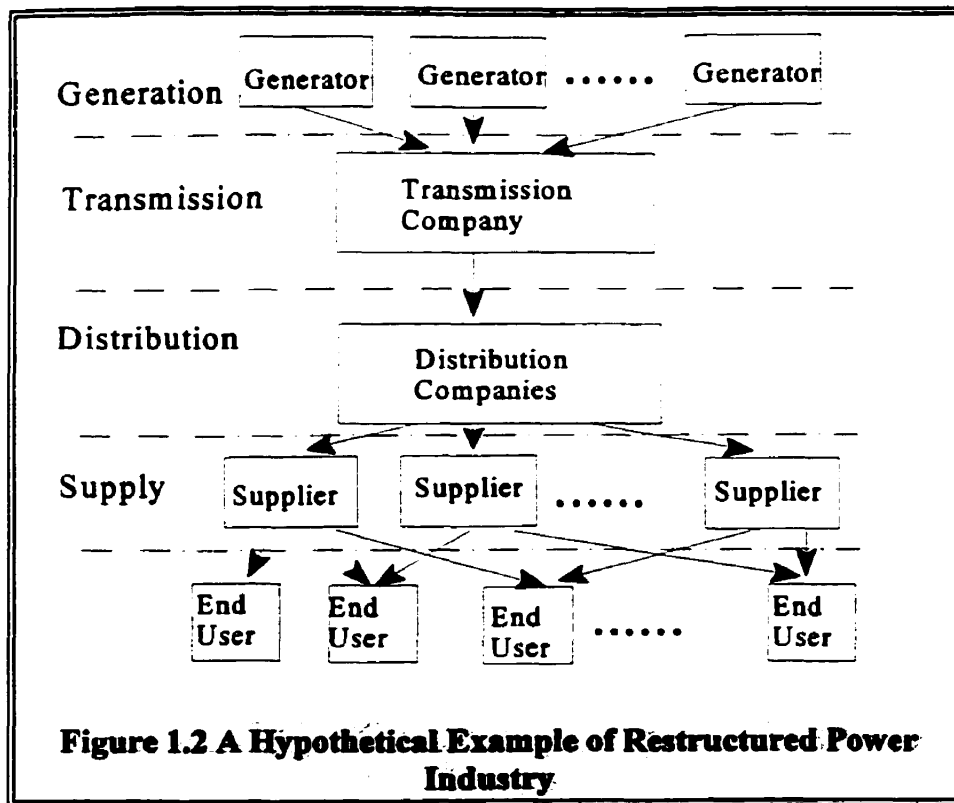 Generation
Generator
Generator
......
Generator
Transmission
Transmission
Company
Distribution
Distribution
Companies
Supply
Supplier
Supplier
......
Supplier
End
User
End
User
End
User
......
End
User
Figure 1.2 A Hypothetical Example of Restructured Power
Industry